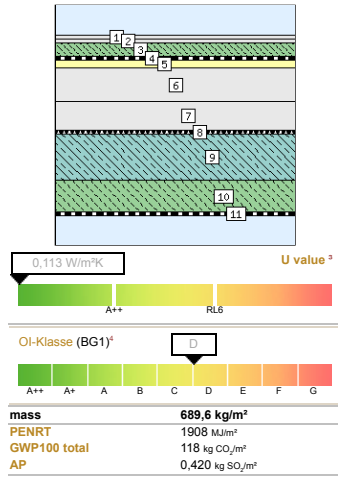 1
2
3
4
5
6
7
8
9
10
11
0,113 W/m²K
U value ³
A++ RL6
OI-Klasse (BG1)⁴
D
A++ A+ A B C D E F G
mass 689,6 kg/m²
PENRT 1908 MJ/m²
GWP100 total 118 kg CO₂/m²
AP 0,420 kg SO₂/m²